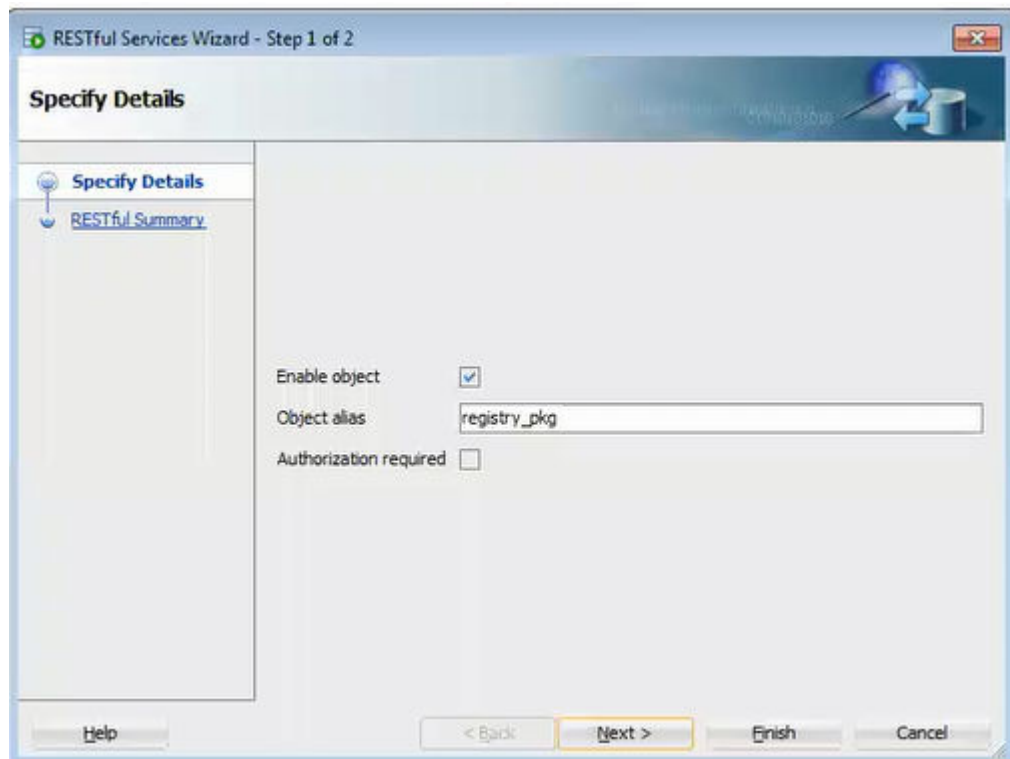 RESTful Services Wizard - Step 1 of 2
Specify Details
Specify Details
RESTful Summary
Enable object
Object alias registry_pkg
Authorization required
Help < Back Next > Finish Cancel